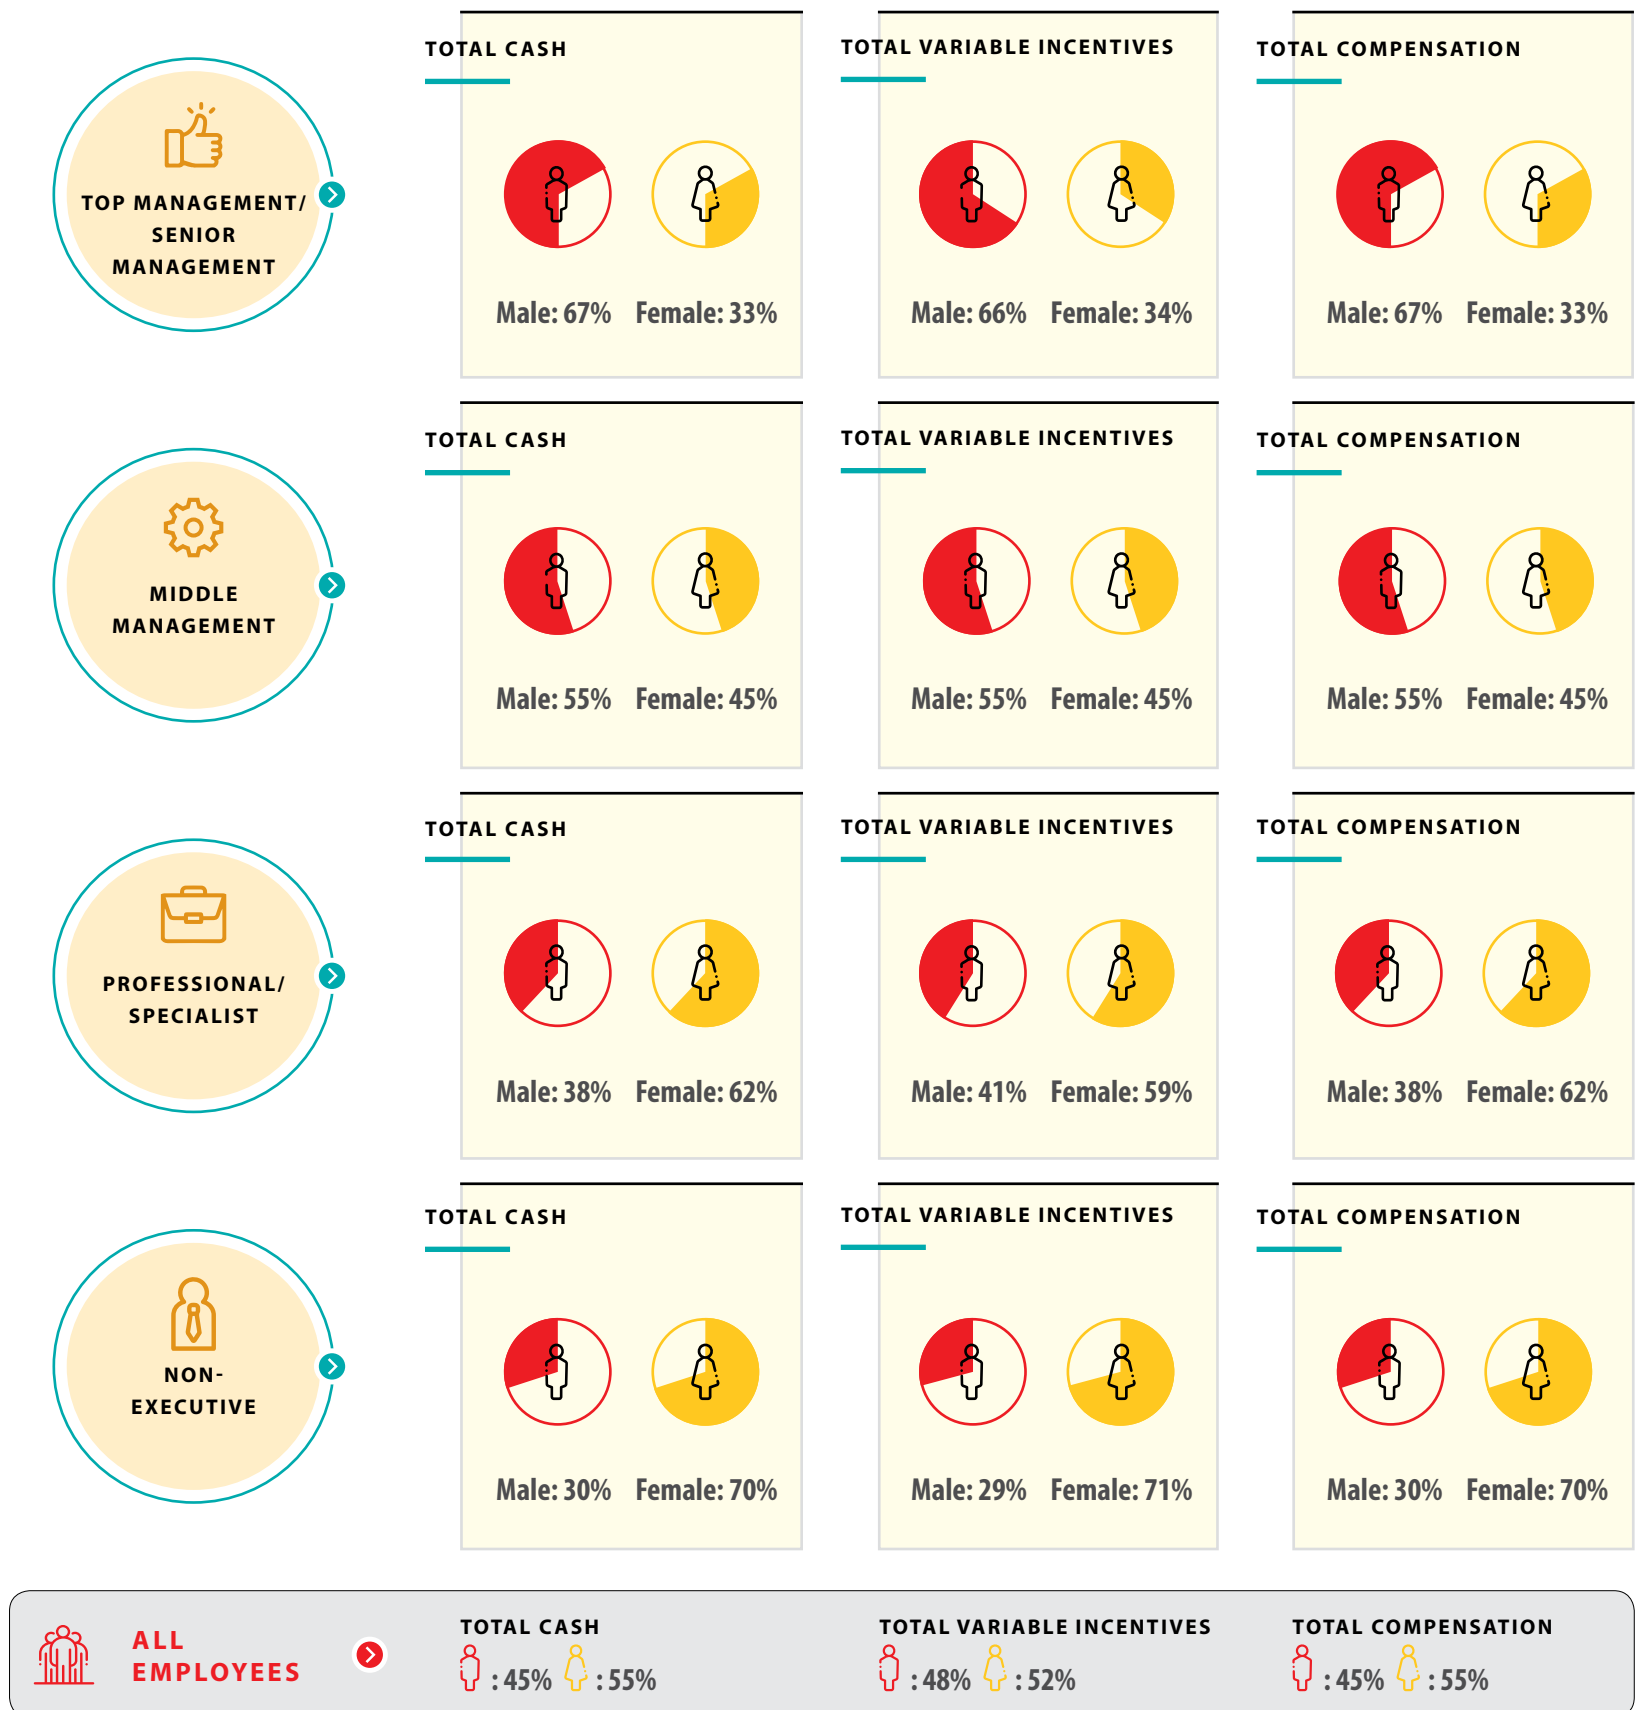 TOP MANAGEMENT/
SENIOR
MANAGEMENT
TOTAL CASH
Male: 67% Female: 33%
TOTAL VARIABLE INCENTIVES
Male: 66% Female: 34%
TOTAL COMPENSATION
Male: 67% Female: 33%
MIDDLE
MANAGEMENT
TOTAL CASH
Male: 55% Female: 45%
TOTAL VARIABLE INCENTIVES
Male: 55% Female: 45%
TOTAL COMPENSATION
Male: 55% Female: 45%
PROFESSIONAL/
SPECIALIST
TOTAL CASH
Male: 38% Female: 62%
TOTAL VARIABLE INCENTIVES
Male: 41% Female: 59%
TOTAL COMPENSATION
Male: 38% Female: 62%
NON-
EXECUTIVE
TOTAL CASH
Male: 30% Female: 70%
TOTAL VARIABLE INCENTIVES
Male: 29% Female: 71%
TOTAL COMPENSATION
Male: 30% Female: 70%
ALL
EMPLOYEES
TOTAL CASH
: 45% : 55%
TOTAL VARIABLE INCENTIVES
: 48% : 52%
TOTAL COMPENSATION
: 45% : 55%